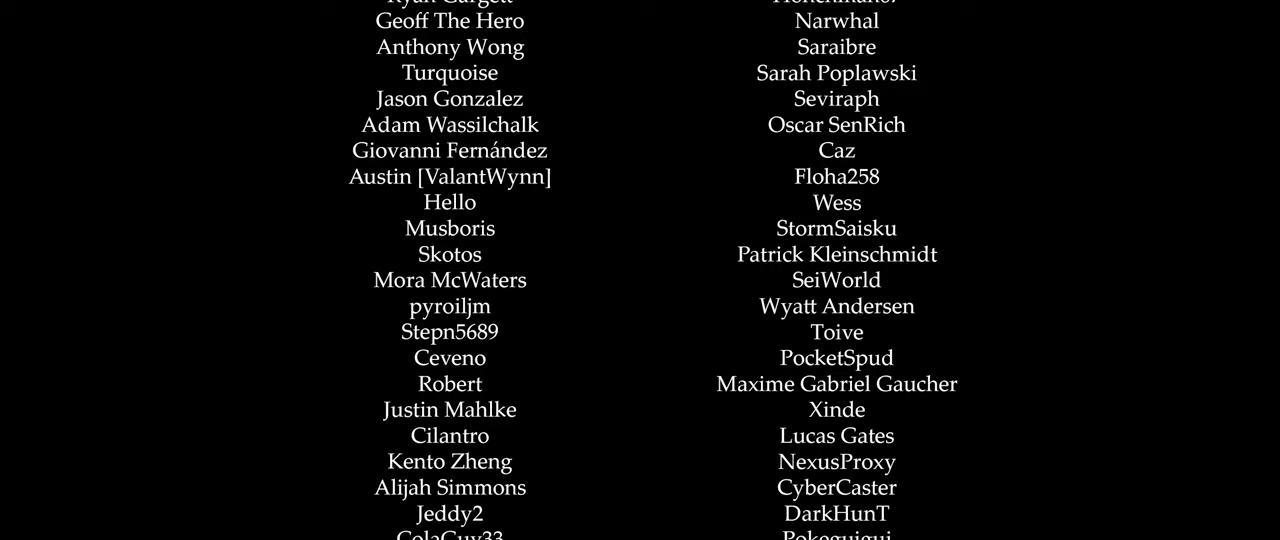 Geoff The Hero
Narwhal
Anthony Wong
Saraibre
Turquoise
Sarah Poplawski
Jason Gonzalez
Seviraph
Adam Wassilchalk
Oscar SenRich
Giovanni Fernández
Caz
Austin [ValantWynn]
Floha258
Hello
Wess
Musboris
StormSaisku
Skotos
Patrick Kleinschmidt
Mora McWaters
SeiWorld
pyroiljm
Wyatt Andersen
Stepn5689
Toive
Ceveno
PocketSpud
Robert
Maxime Gabriel Gaucher
Justin Mahlke
Xinde
Cilantro
Lucas Gates
Kento Zheng
NexusProxy
Alijah Simmons
CyberCaster
Jeddy2
DarkHunT